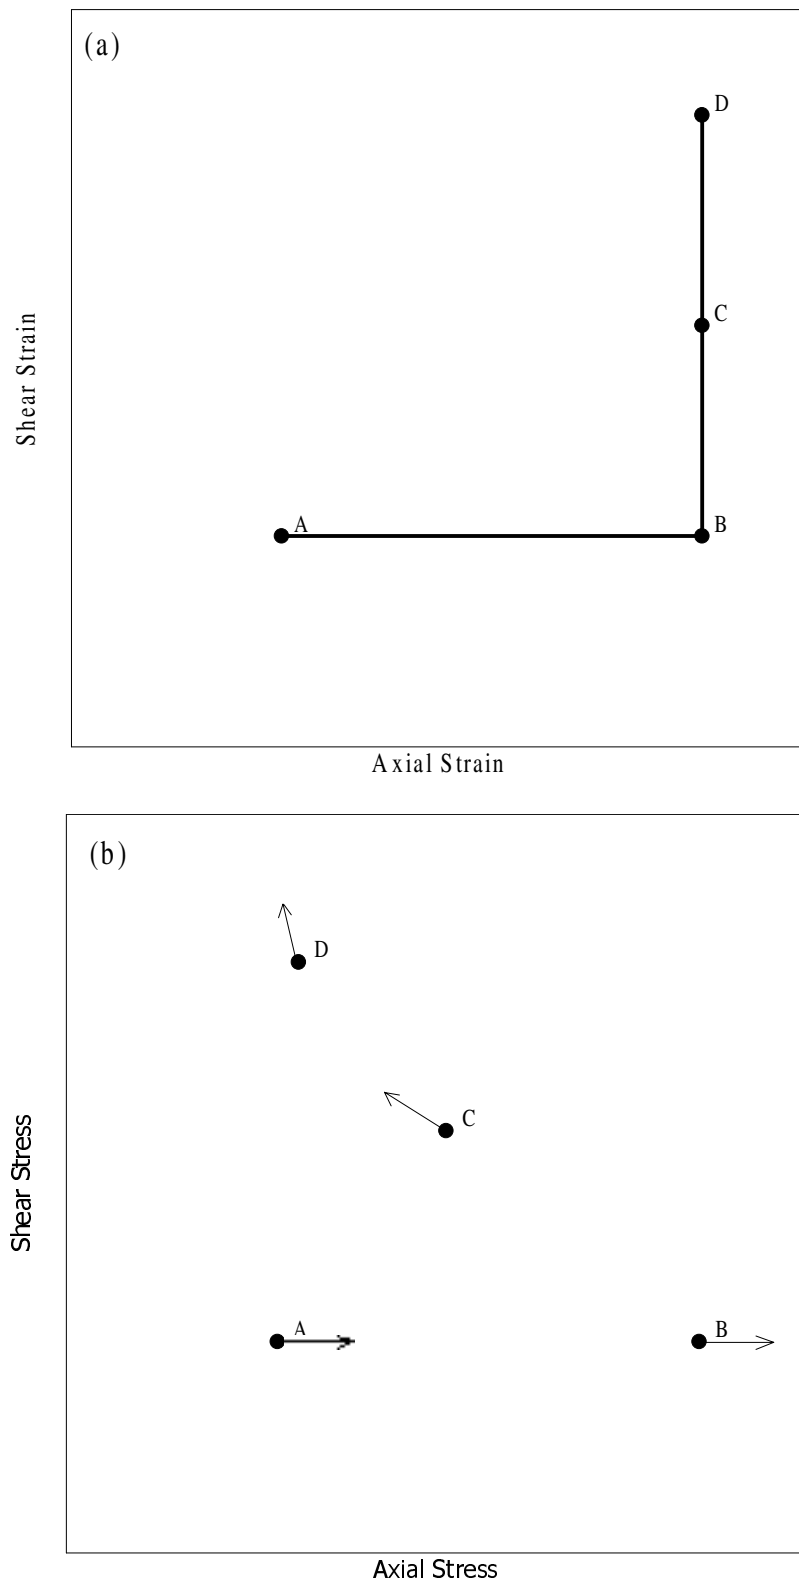 (a)
D
C
A
B
Shear Strain
Axial Strain
(b)
D
C
A
B
Shear Stress
Axial Stress